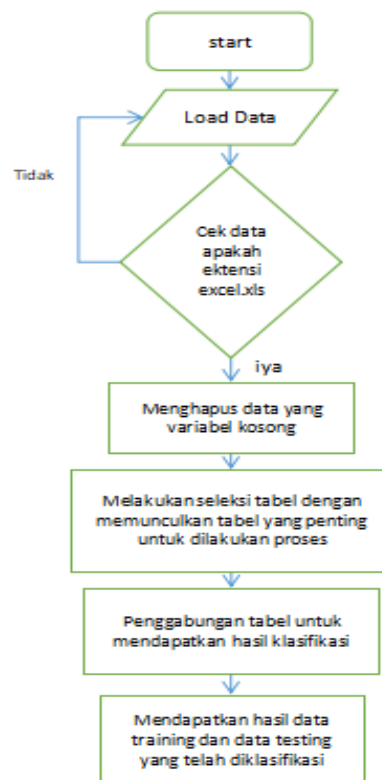 start
Load Data
Tidak
Cek data
apakah
ektensi
excel.xls
iya
Menghapus data yang
variabel kosong
Melakukan seleksi tabel dengan
memunculkan tabel yang penting
untuk dilakukan proses
Penggabungan tabel untuk
mendapatkan hasil klasifikasi
Mendapatkan hasil data
training dan data testing
yang telah diklasifikasi